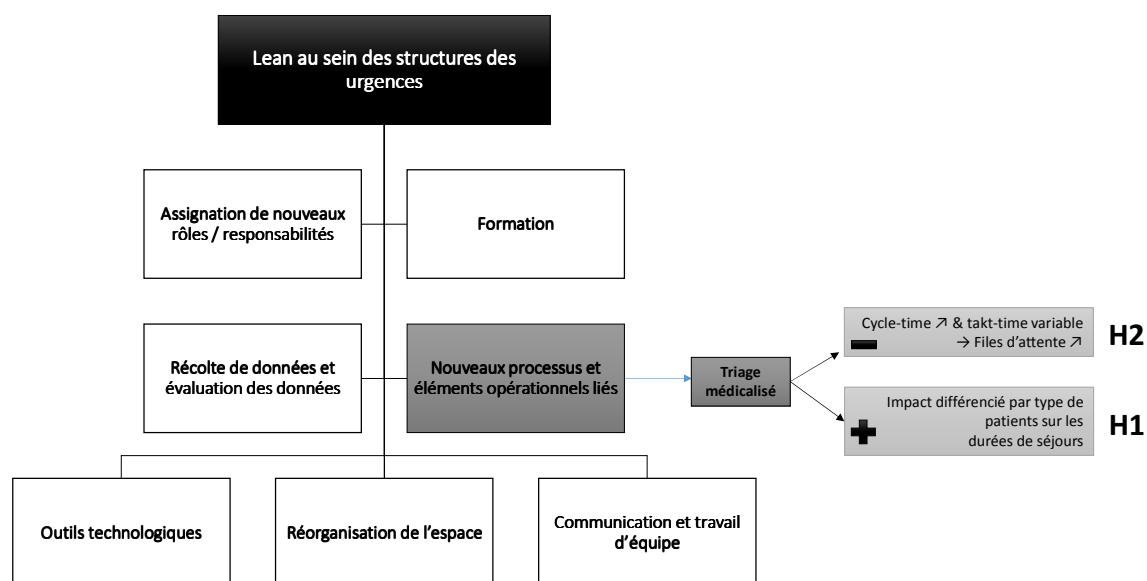 Lean au sein des structures des
urgences
Assignation de nouveaux
rôles / responsabilités
Formation
Récolte de données et
évaluation des données
Nouveaux processus et
éléments opérationnels liés
Triage
médicalisé
Cycle-time ↗ & takt-time variable
→ Files d'attente ↗
H2
Impact différencié par type de
patients sur les
durées de séjours
H1
Outils technologiques
Réorganisation de l'espace
Communication et travail
d'équipe